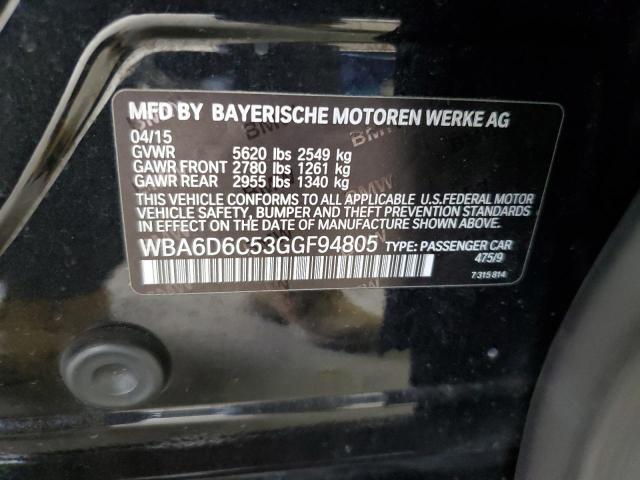 MFD BY BAYERISCHE MOTOREN WERKE AG
04/15
GVWR 5620 lbs 2549 kg
GAWR FRONT 2780 lbs 1261 kg
GAWR REAR 2955 lbs 1340 kg
THIS VEHICLE CONFORMS TO ALL APPLICABLE U.S.FEDERAL MOTOR
VEHICLE SAFETY, BUMPER, AND THEFT PREVENTION STANDARDS
IN EFFECT ON THE DATE OF MANUFACTURE SHOWN ABOVE.
WBA6D6C53GGF94805 TYPE: PASSENGER CAR
475/9
7 315 814